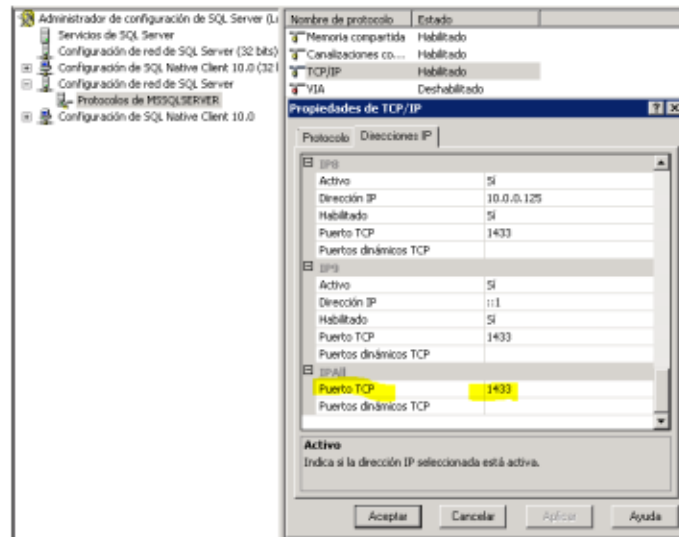 Administrador de configuración de SQL Server (L
Servicios de SQL Server
Configuración de red de SQL Server (32 bits)
Configuración de SQL Native Client 10.0 (32
Configuración de red de SQL Server
Protocolos de MSSQLSERVER
Configuración de SQL Native Client 10.0
Nombre de protocolo Estado
Memoria compartida Habilitado
Canalizaciones co... Habilitado
TCP/IP Habilitado
VIA Deshabilitado
Propiedades de TCP/IP
Protocolo Direcciones IP
IP8
Activo Sí
Dirección IP 10.0.0.125
Habilitado Sí
Puerto TCP 1433
Puertos dinámicos TCP
IP9
Activo Sí
Dirección IP ::1
Habilitado Sí
Puerto TCP 1433
Puertos dinámicos TCP
IPAll
Puerto TCP 1433
Puertos dinámicos TCP
Activo
Indica si la dirección IP seleccionada está activa.
Aceptar Cancelar Aplicar Ayuda